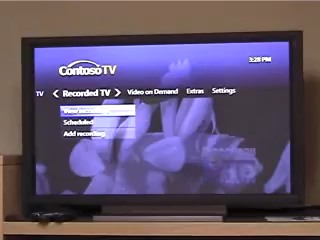 ContosoTV
3:28 PM
TV < Recorded TV > Video on Demand Extras Settings
Scheduled
Add recording